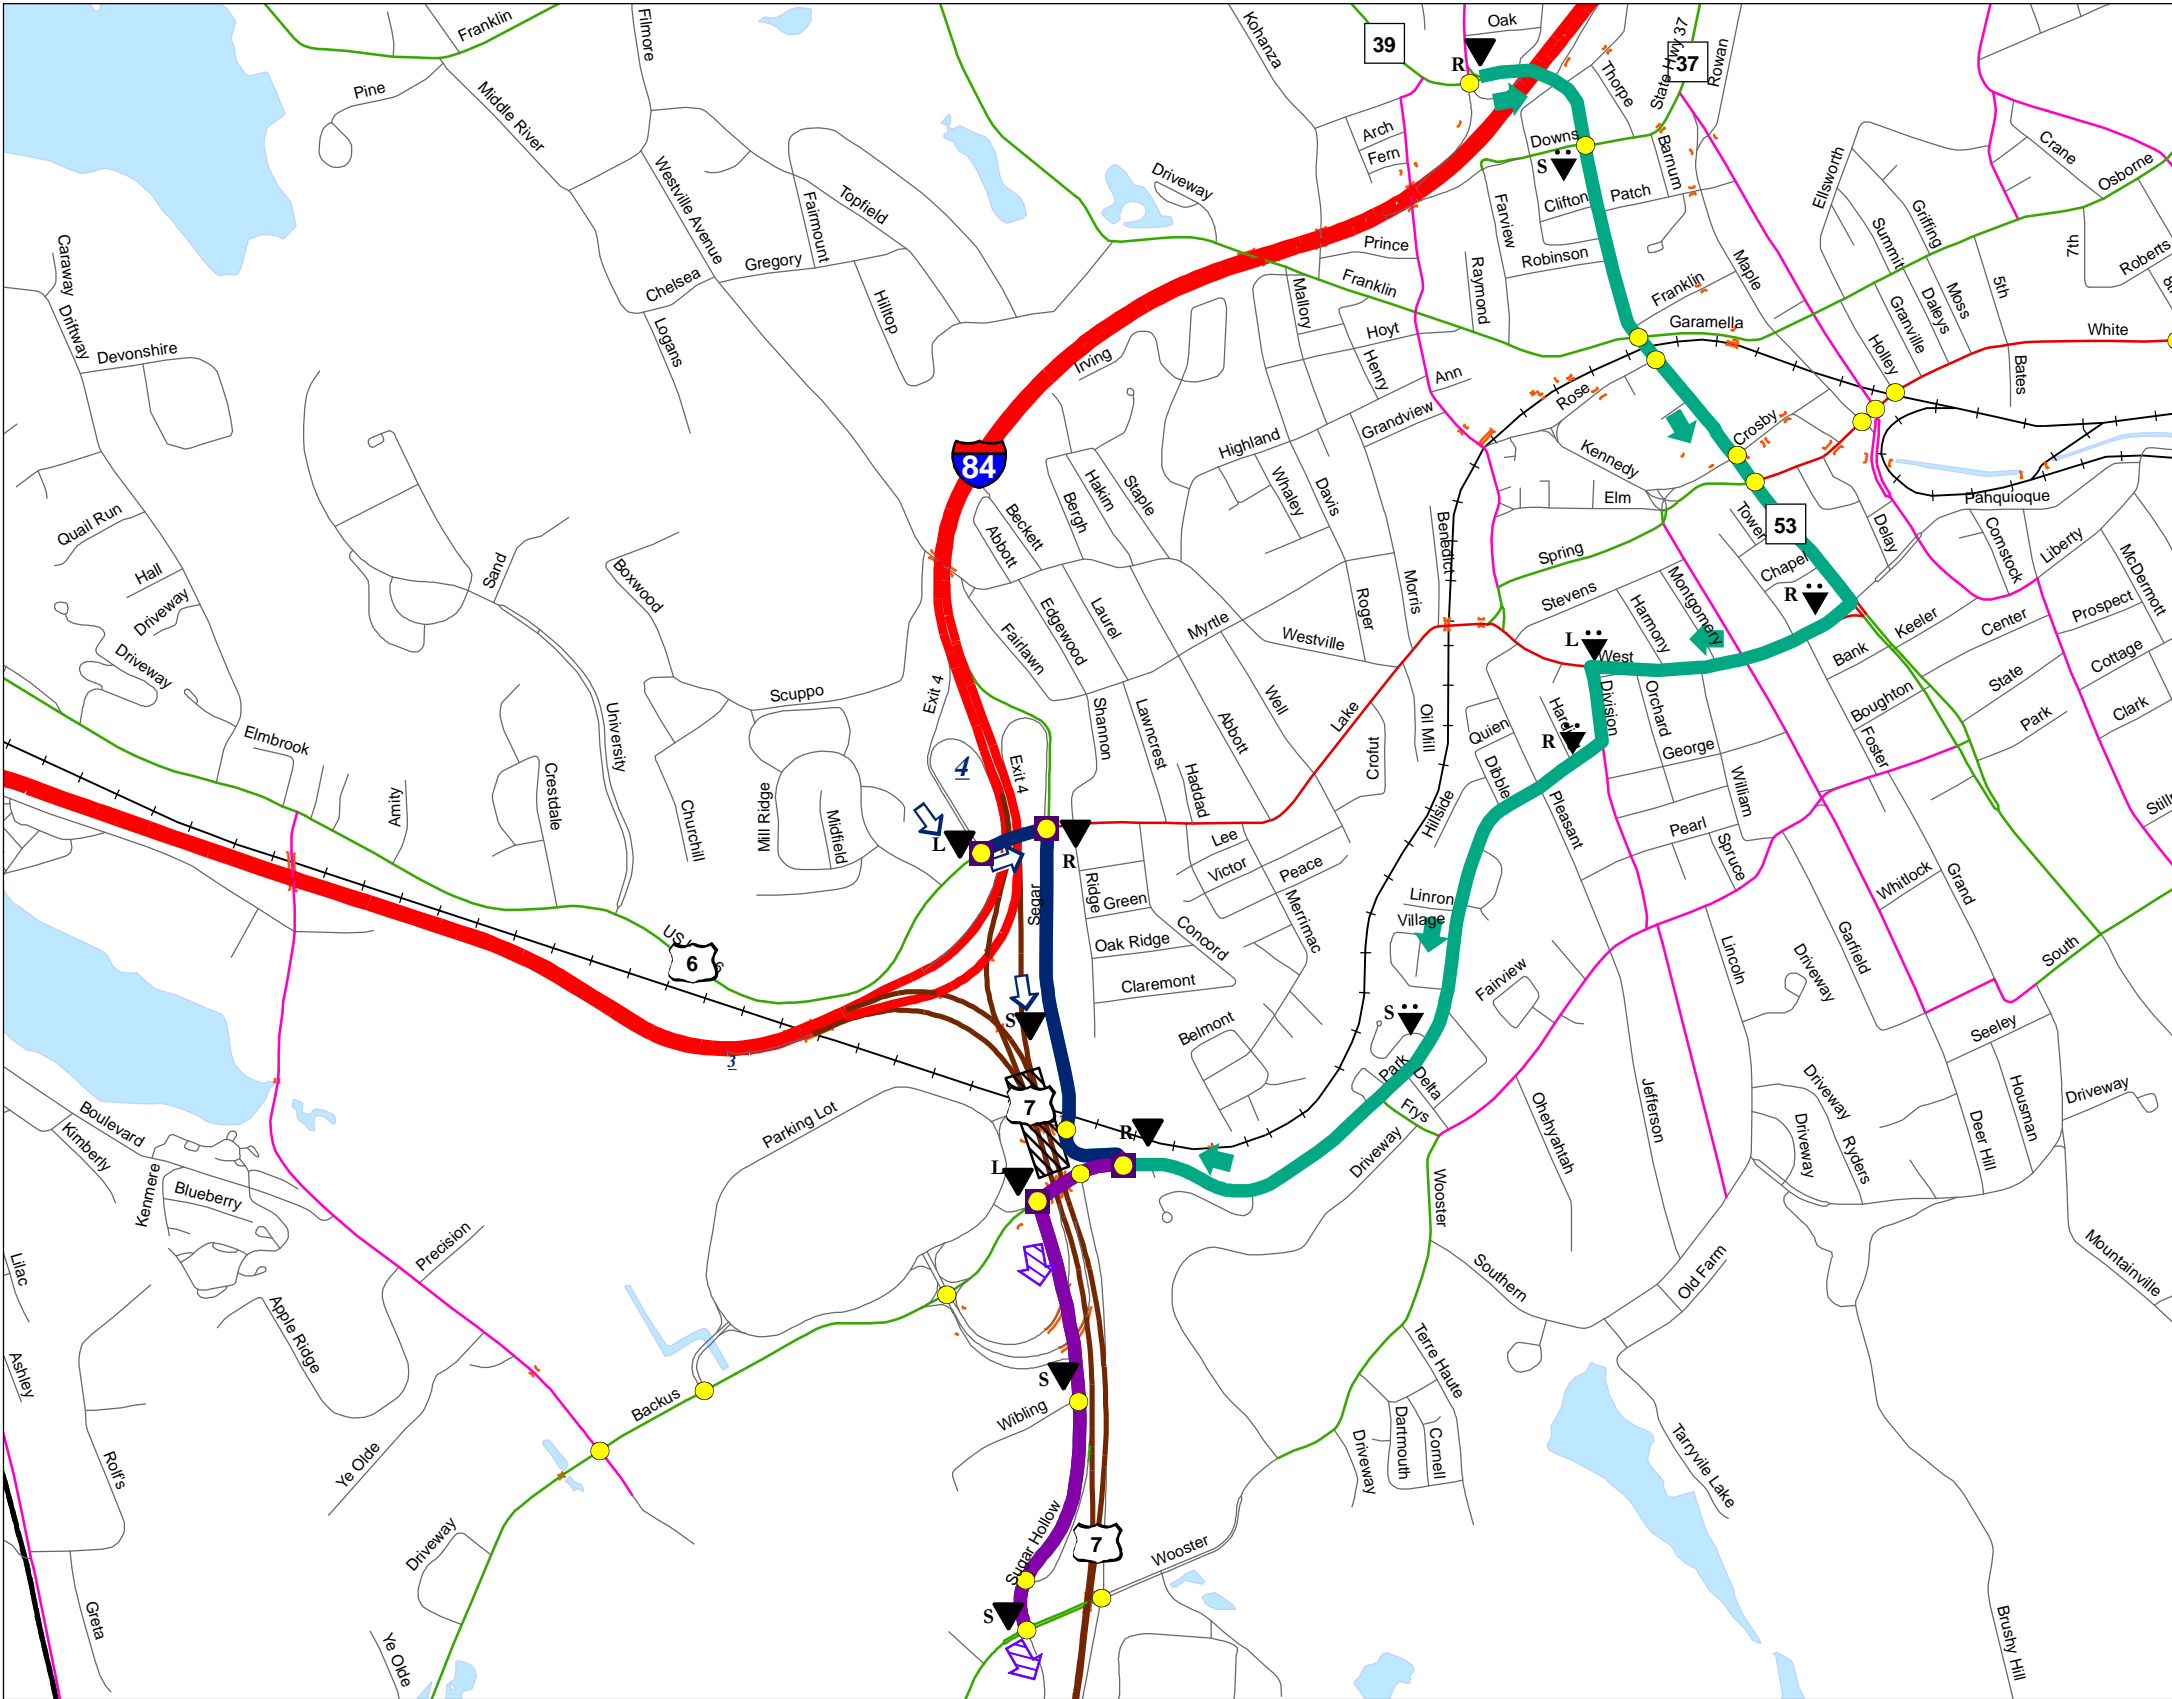 Franklin
Filmore
Kohanza
Oak
39
R
State Hwy 37
37
Rowan
Pine
Middle River
Thorpe
Arch
Fern
Downs
S
Barnum
Crane
Osborne
Westville Avenue
Fairmount
Topfield
Driveway
Farview
Clifton
Patch
Ellsworth
Griffing
Summit
Caraway
Driftway
Chelsea
Gregory
Hilltop
Prince
Franklin
Raymond
Robinson
Franklin
Maple
7th
Roberts
5th
Moss
Daleys
Granville
Holley
Logans
Mallory
Hoyt
Henry
Garamella
White
Bates
Devonshire
Irving
Ann
Grandview
Rose
Crosby
Kennedy
84
Highland
Whaley
Davis
Elm
Pahquioque
Quail Run
Hakim
Staple
Bergh
Beckett
Abbott
Benedict
Tower
53
Delay
Comstock
Liberty
McDermott
Hall
Driveway
Driveway
Sand
Boxwood
Spring
Chapel
R
Stevens
Montgomery
Harmony
Roger
Morris
Edgewood
Laurel
Fairlawn
Myrtle
Westville
L
West
Keeler
Center
Prospect
Bank
State
Cottage
Boughton
Park
Clark
Foster
Elmbrook
University
Scuppo
Exit 4
Exit 4
Shannon
Lawncrest
Abbott
Well
Lake
Oil Mill
Crofut
Quien
R
Division
Orchard
George
William
Dibble
Pleasant
4
Crestdale
Amity
Churchill
Mill Ridge
Midfield
L
R
Haddad
Lee
Victor
Peace
Hillside
Pearl
Spruce
Whitlock
Grand
Segar
Ridge
Green
Oak Ridge
Concord
Claremont
Merrimac
Linron
Village
Fairview
Lincoln
Driveway
Garfield
South
6
3
S
7
Belmont
S
Park
Delta
Frys
Driveway
Ohehyahtah
Jefferson
Driveway
Driveway
Ryders
Seeley
Housman
Deer Hill
Driveway
Boulevard
Kimberly
Kenmere
Blueberry
Parking Lot
R
L
Wooster
Southern
Old Farm
Mountainville
Lilac
Ashley
Precision
Apple Ridge
Backus
Ye Olde
Rolf's
Driveway
Greta
Ye Olde
S
Wibling
Sugar Hollow
7
Wooster
S
Terre Haute
Dartmouth
Cornell
Driveway
Tarryvile Lake
Brushy Hill